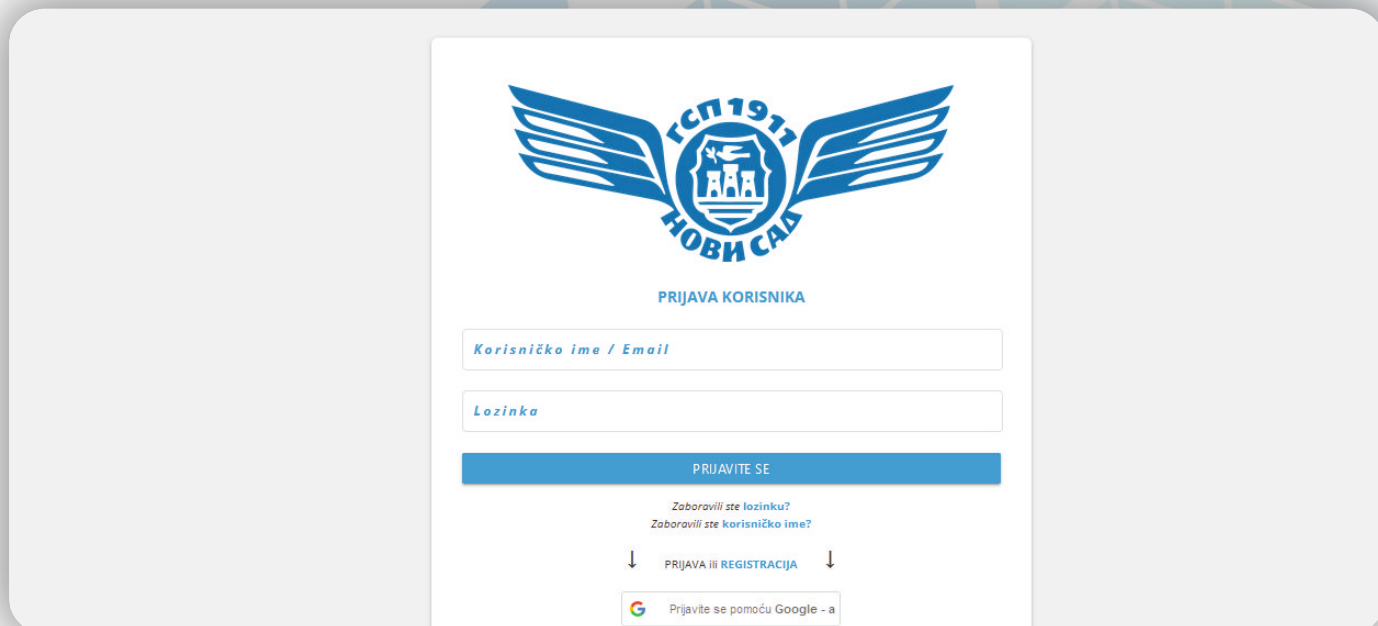 ГСП 1911
НОВИ САД
PRIJAVA KORISNIKA
Korisničko ime / Email
Lozinka
PRIJAVITE SE
Zaboravili ste lozinku?
Zaboravili ste korisničko ime?
↓ PRIJAVA ili REGISTRACIJA ↓
Prijavite se pomoću Google - a